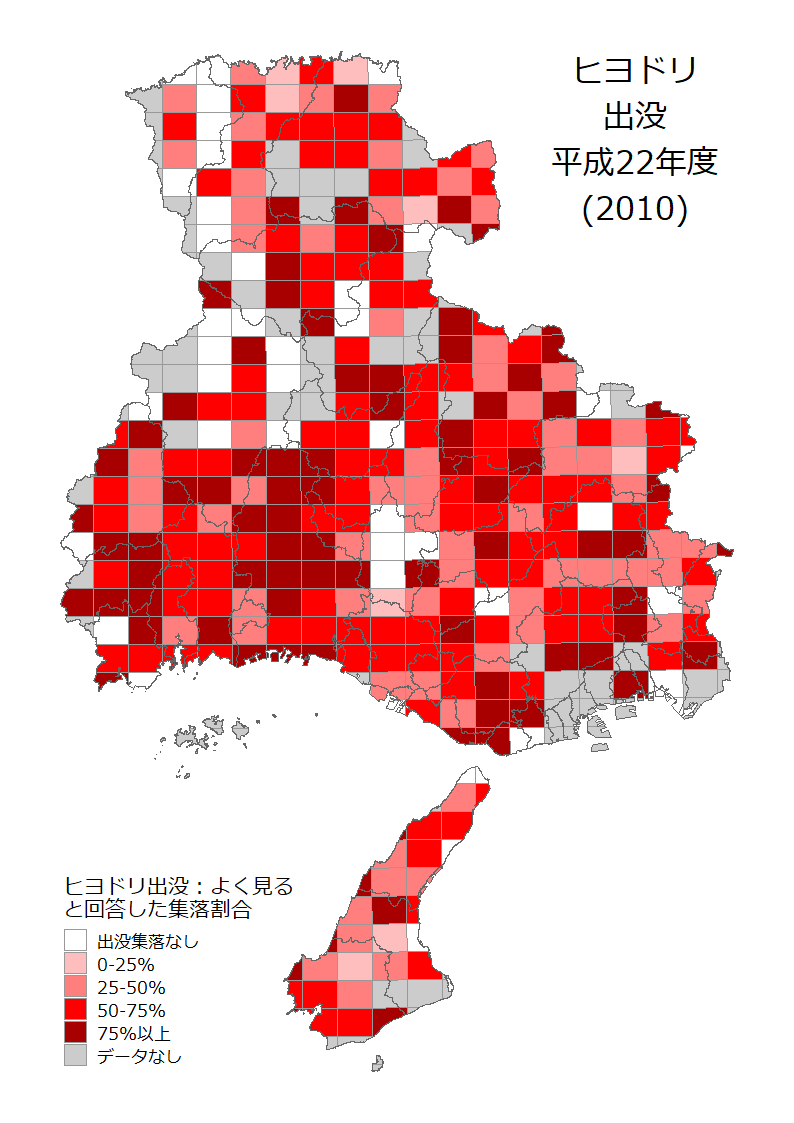 ヒヨドリ
出没
平成22年度
(2010)
ヒヨドリ出没：よく見る
と回答した集落割合
出没集落なし
0-25%
25-50%
50-75%
75%以上
データなし